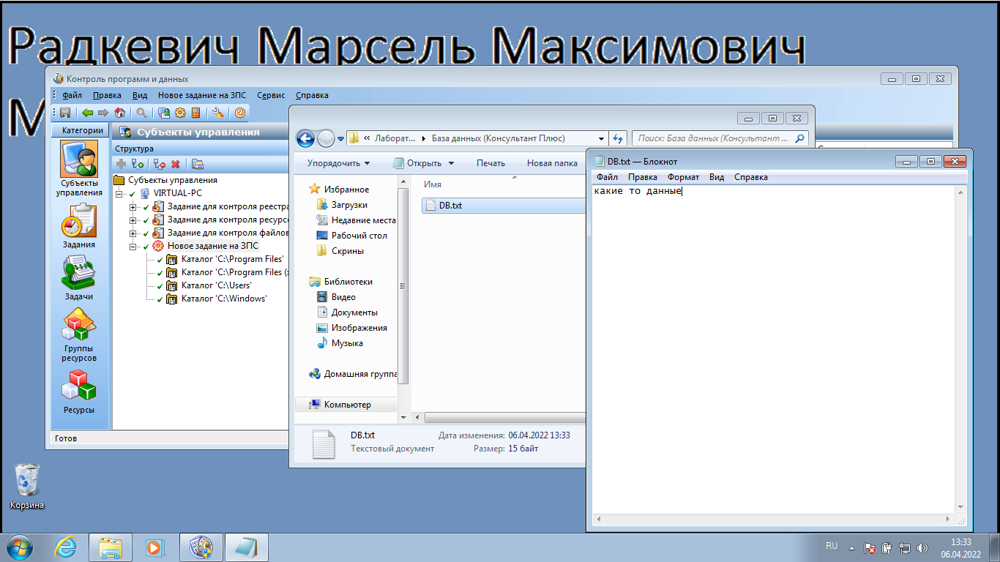 Радкевич Марсель Максимович
М
Контроль программ и данных
Файл Правка Вид Новое задание на ЗПС Сервис Справка
Категории
Субъекты управления
Задания
Задачи
Группы ресурсов
Ресурсы
Субъекты управления
Структура
Субъекты управления
VIRTUAL-PC
Задание для контроля реестра
Задание для контроля ресурсо
Задание для контроля файлов
Новое задание на ЗПС
Каталог 'C:\Program Files'
Каталог 'C:\Program Files (x
Каталог 'C:\Users'
Каталог 'C:\Windows'
Готов
« Лаборат... База данных (Консультант Плюс)
Поиск: База данных (Консультант ...
Упорядочить Открыть Печать Новая папка
Избранное
Загрузки
Недавние места
Рабочий стол
Скрины
Библиотеки
Видео
Документы
Изображения
Музыка
Домашняя группа
Компьютер
Имя
DB.txt
DB.txt Дата изменения: 06.04.2022 13:33
Текстовый документ Размер: 15 байт
DB.txt — Блокнот
Файл Правка Формат Вид Справка
какие то данные
Корзина
RU
13:33
06.04.2022